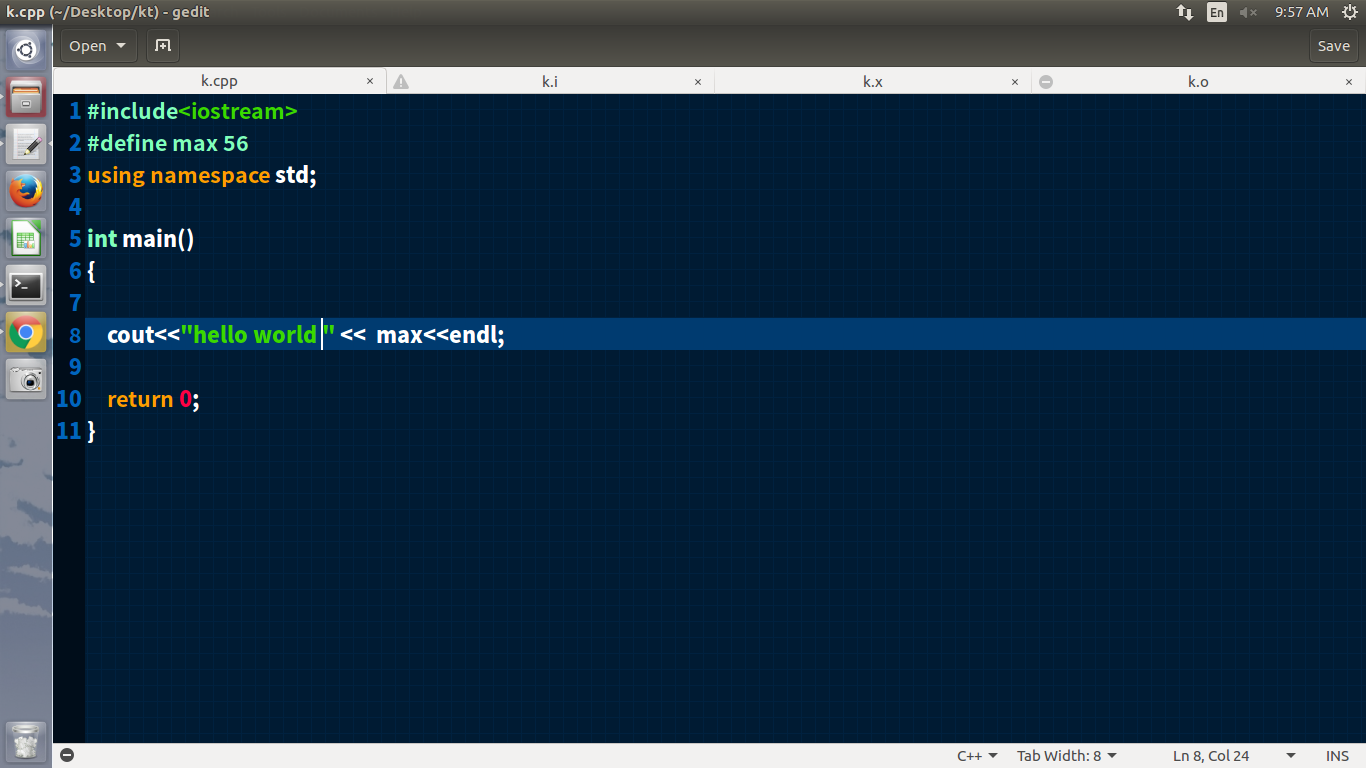 k.cpp (~/Desktop/kt) - gedit
En
9:57 AM
Open
Save
k.cpp × k.i × k.x × k.o ×
1 #include<iostream>
2 #define max 56
3 using namespace std;
4
5 int main()
6 {
7
8 cout<<"hello world " <<  max<<endl;
9
10 return 0;
11 }
C++ Tab Width: 8 Ln 8, Col 24 INS